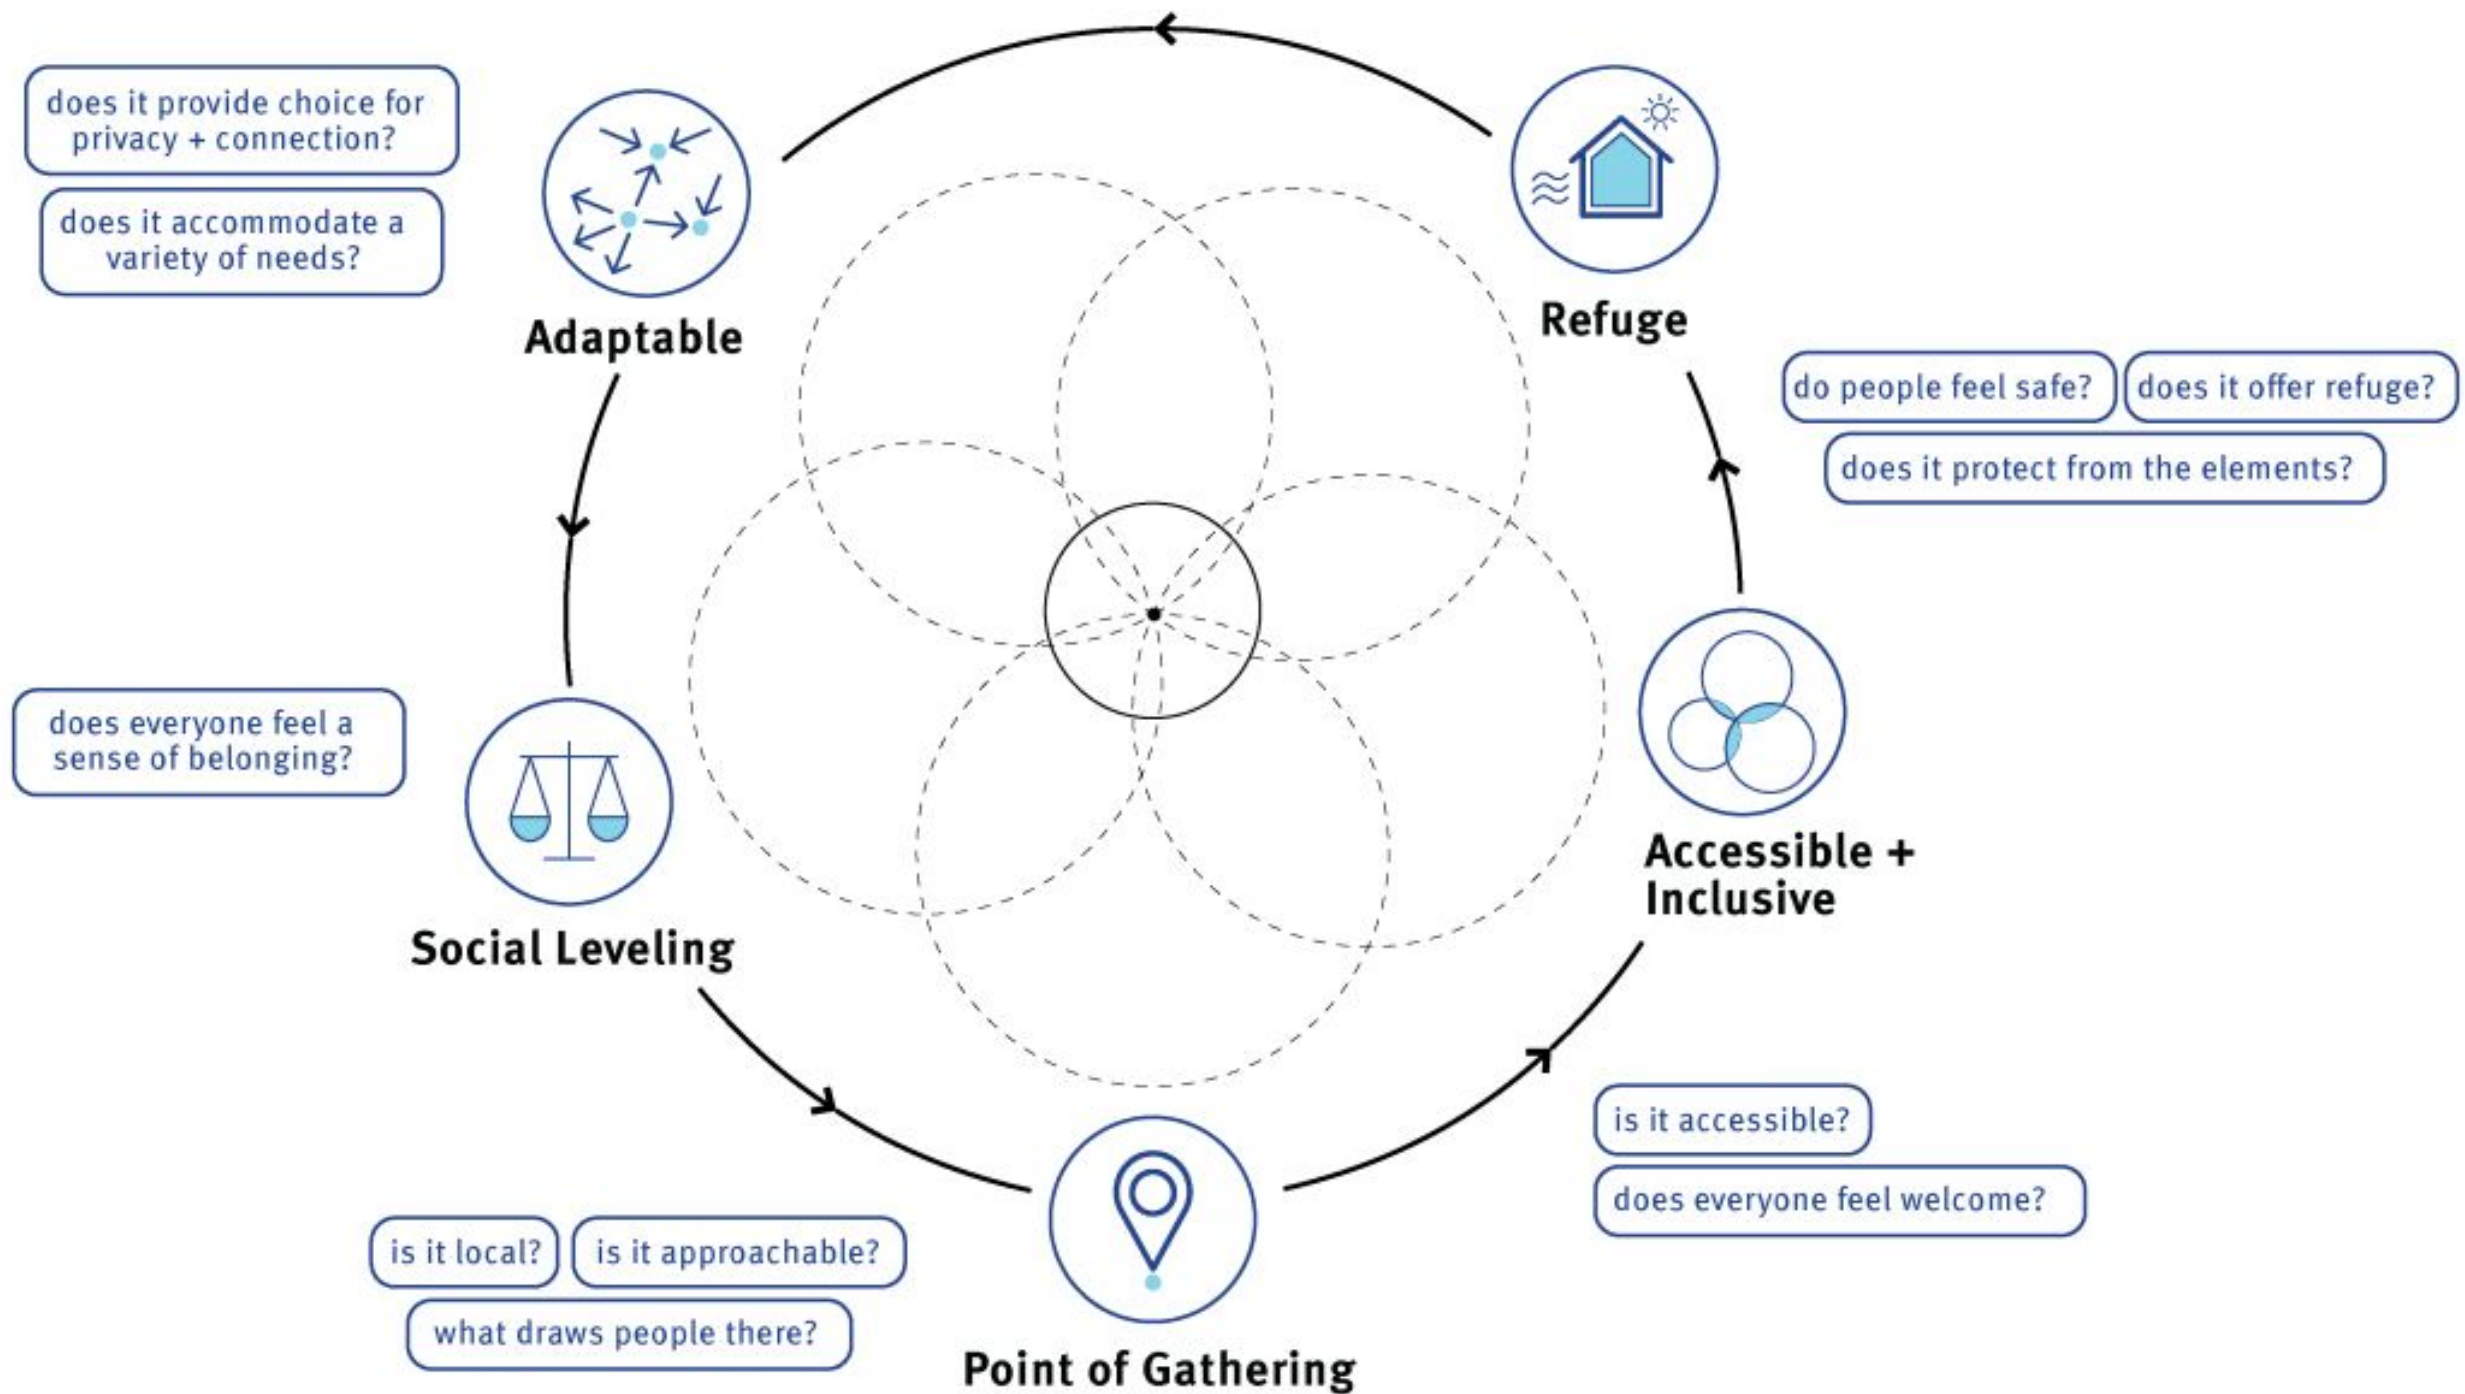 does it provide choice for
privacy + connection?
does it accommodate a
variety of needs?
Adaptable
Refuge
do people feel safe?
does it offer refuge?
does it protect from the elements?
does everyone feel a
sense of belonging?
Social Leveling
Accessible +
Inclusive
is it accessible?
does everyone feel welcome?
is it local?
is it approachable?
what draws people there?
Point of Gathering